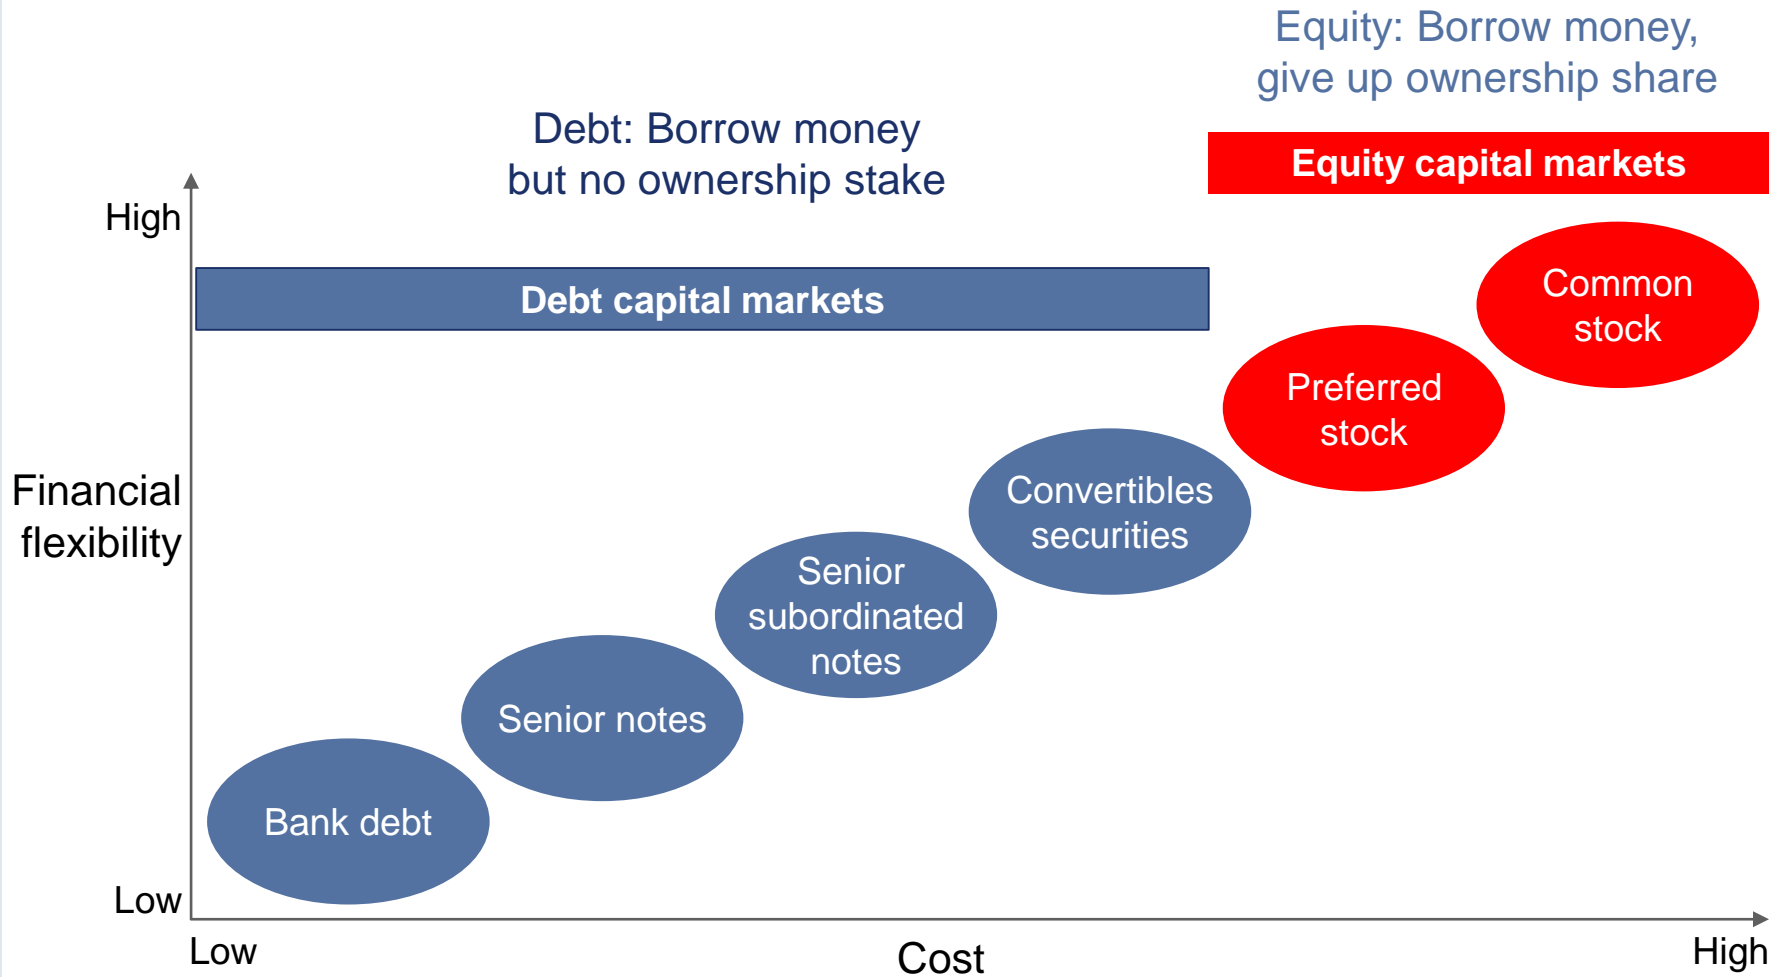 Equity: Borrow money,
give up ownership share
Debt: Borrow money
but no ownership stake
Equity capital markets
High
Debt capital markets
Common
stock
Preferred
stock
Financial
flexibility
Convertibles
securities
Senior
subordinated
notes
Senior notes
Bank debt
Low
Low
Cost
High